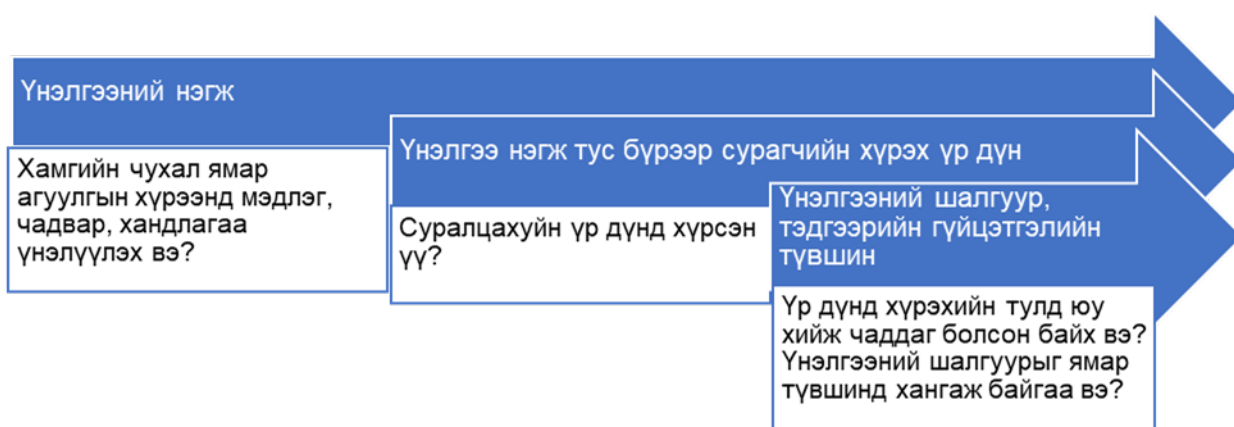 Үнэлгээний нэгж
Хамгийн чухал ямар
агуулгын хүрээнд мэдлэг,
чадвар, хандлагаа
үнэлүүлэх вэ?
Үнэлгээ нэгж тус бүрээр сурагчийн хүрэх үр дүн
Суралцахуйн үр дүнд хүрсэн
үү?
Үнэлгээний шалгуур,
тэдгээрийн гүйцэтгэлийн
түвшин
Үр дүнд хүрэхийн тулд юу
хийж чаддаг болсон байх вэ?
Үнэлгээний шалгуурыг ямар
түвшинд хангаж байгаа вэ?